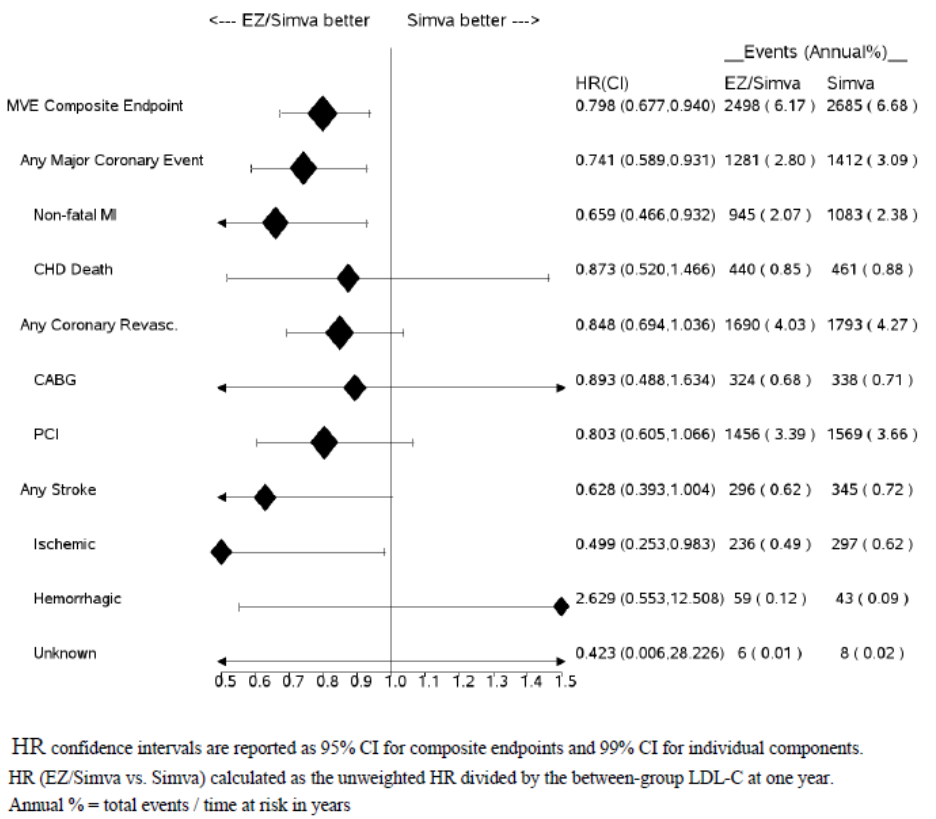 <--- EZ/Simva better Simva better --->
__Events (Annual%)__
HR(CI) EZ/Simva Simva
MVE Composite Endpoint 0.798 (0.677,0.940) 2498 ( 6.17 ) 2685 ( 6.68 )
Any Major Coronary Event 0.741 (0.589,0.931) 1281 ( 2.80 ) 1412 ( 3.09 )
Non-fatal MI 0.659 (0.466,0.932) 945 ( 2.07 ) 1083 ( 2.38 )
CHD Death 0.873 (0.520,1.466) 440 ( 0.85 ) 461 ( 0.88 )
Any Coronary Revasc. 0.848 (0.694,1.036) 1690 ( 4.03 ) 1793 ( 4.27 )
CABG 0.893 (0.488,1.634) 324 ( 0.68 ) 338 ( 0.71 )
PCI 0.803 (0.605,1.066) 1456 ( 3.39 ) 1569 ( 3.66 )
Any Stroke 0.628 (0.393,1.004) 296 ( 0.62 ) 345 ( 0.72 )
Ischemic 0.499 (0.253,0.983) 236 ( 0.49 ) 297 ( 0.62 )
Hemorrhagic 2.629 (0.553,12.508) 59 ( 0.12 ) 43 ( 0.09 )
Unknown 0.423 (0.006,28.226) 6 ( 0.01 ) 8 ( 0.02 )
0.5 0.6 0.7 0.8 0.9 1.0 1.1 1.2 1.3 1.4 1.5
HR confidence intervals are reported as 95% CI for composite endpoints and 99% CI for individual components.
HR (EZ/Simva vs. Simva) calculated as the unweighted HR divided by the between-group LDL-C at one year.
Annual % = total events / time at risk in years